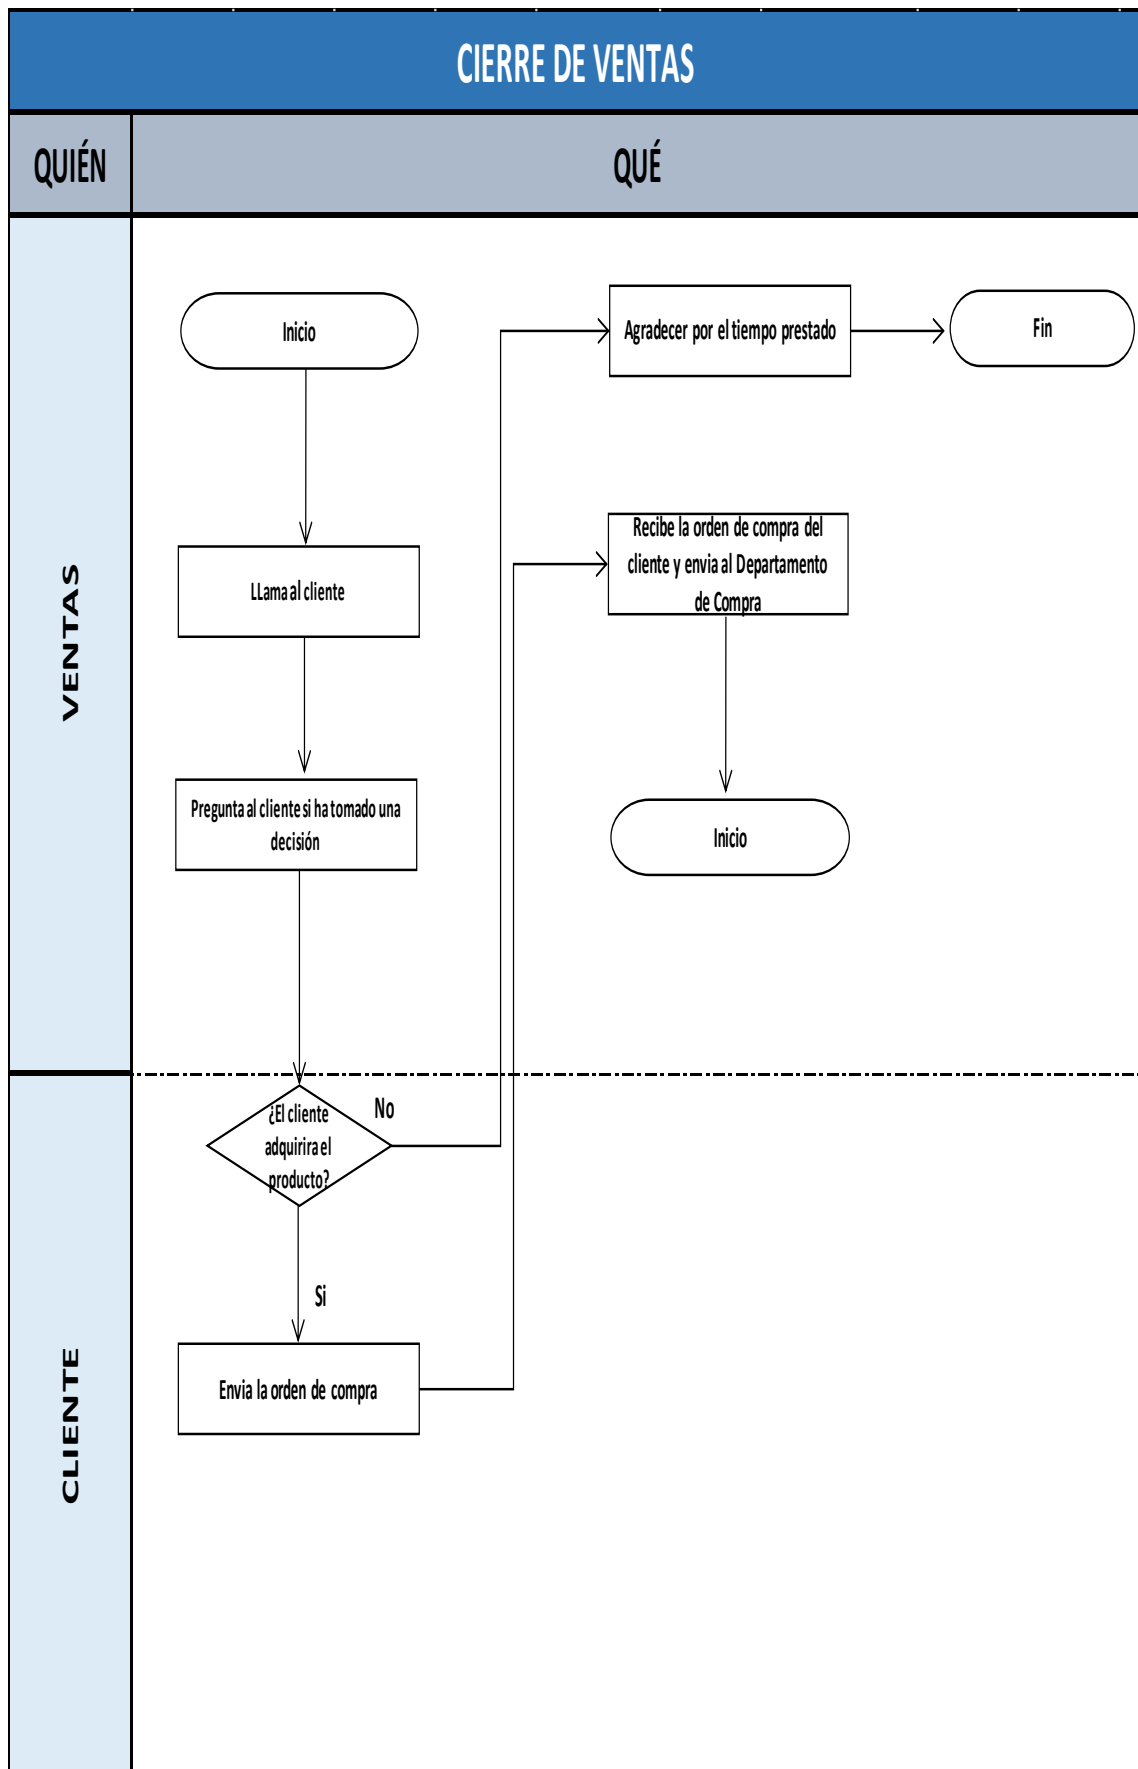 CIERRE DE VENTAS
QUIÉN
QUÉ
VENTAS
Inicio
LLama al cliente
Pregunta al cliente si ha tomado una
decisión
Agradecer por el tiempo prestado
Fin
Recibe la orden de compra del
cliente y envia al Departamento
de Compra
Inicio
CLIENTE
¿El cliente
adquirira el
producto?
No
Si
Envia la orden de compra